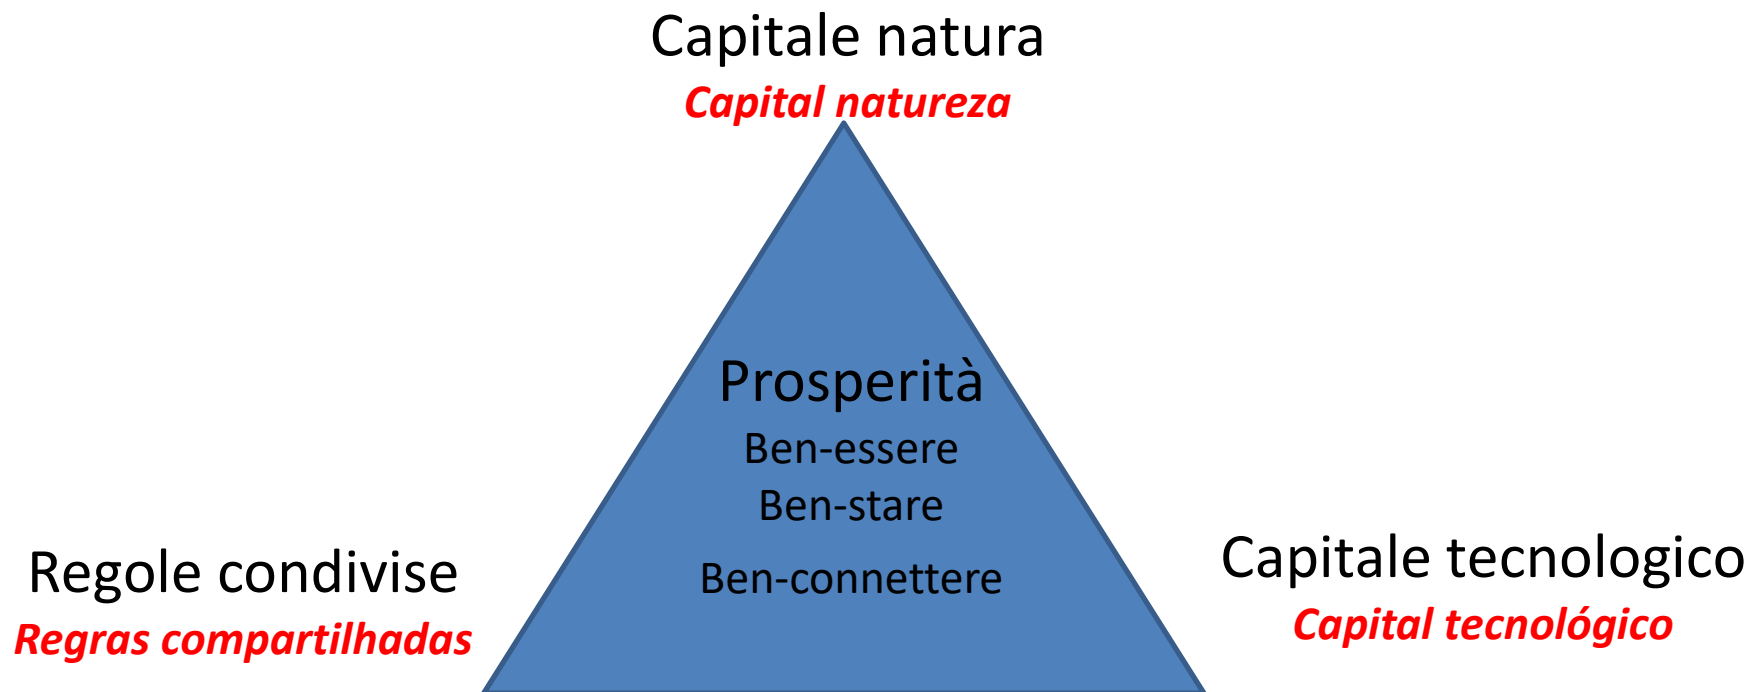 Capitale natura
Capital natureza
Prosperità
Ben-essere
Ben-stare
Ben-connettere
Regole condivise
Regras compartilhadas
Capitale tecnologico
Capital tecnológico